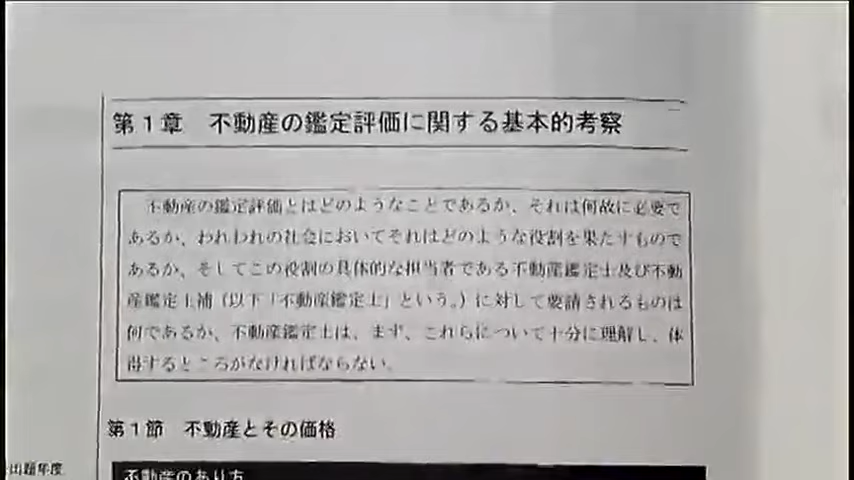 第1章 不動産の鑑定評価に関する基本的考察
不動産の鑑定評価とはどのようなことであるか、それは何故に必要で
あるか、われわれの社会においてそれはどのような役割を果たすもので
あるか、そしてこの役割の具体的な担当者である不動産鑑定士及び不動
産鑑定士補（以下「不動産鑑定士」という。）に対して要請されるものは
何であるか、不動産鑑定士は、まず、これらについて十分に理解し、体
得するところがなければならない。
第1節 不動産とその価格
出題年度
不動産のあり方